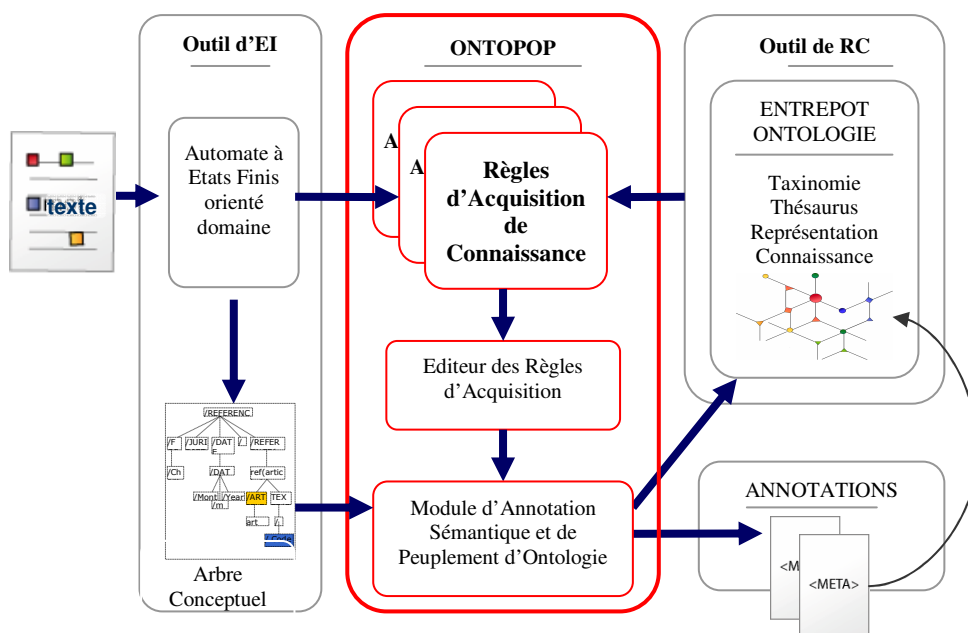 Outil d'EI
ONTOPOP
Outil de RC
texte
Automate à
Etats Finis
orienté
domaine
A
A
Règles
d'Acquisition
de
Connaissance
ENTREPOT
ONTOLOGIE
Taxinomie
Thésaurus
Représentation
Connaissance
Editeur des Règles
d'Acquisition
/REFERENC
/F
/JURI
/DAT
E
/.
/REFER
/Ch
/DAT
ref(artic
/Mont
/Year
/m
/ART
TEX
art
/.
/ Code
Arbre
Conceptuel
Module d'Annotation
Sémantique et de
Peuplement d'Ontologie
ANNOTATIONS
<M
<META>